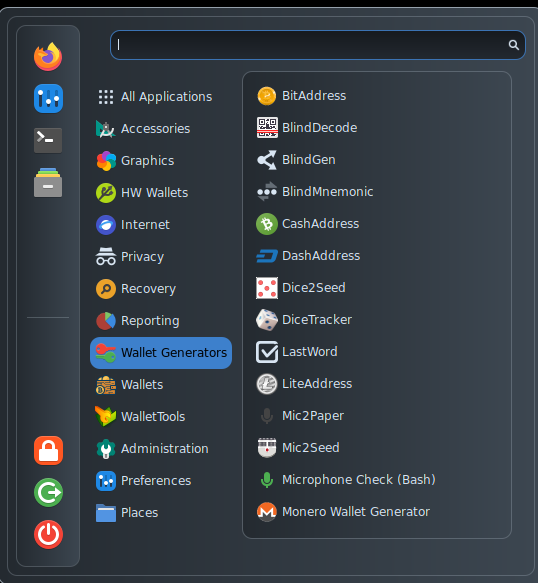 All Applications
Accessories
Graphics
HW Wallets
Internet
Privacy
Recovery
Reporting
Wallet Generators
Wallets
WalletTools
Administration
Preferences
Places
BitAddress
BlindDecode
BlindGen
BlindMnemonic
CashAddress
DashAddress
Dice2Seed
DiceTracker
LastWord
LiteAddress
Mic2Paper
Mic2Seed
Microphone Check (Bash)
Monero Wallet Generator